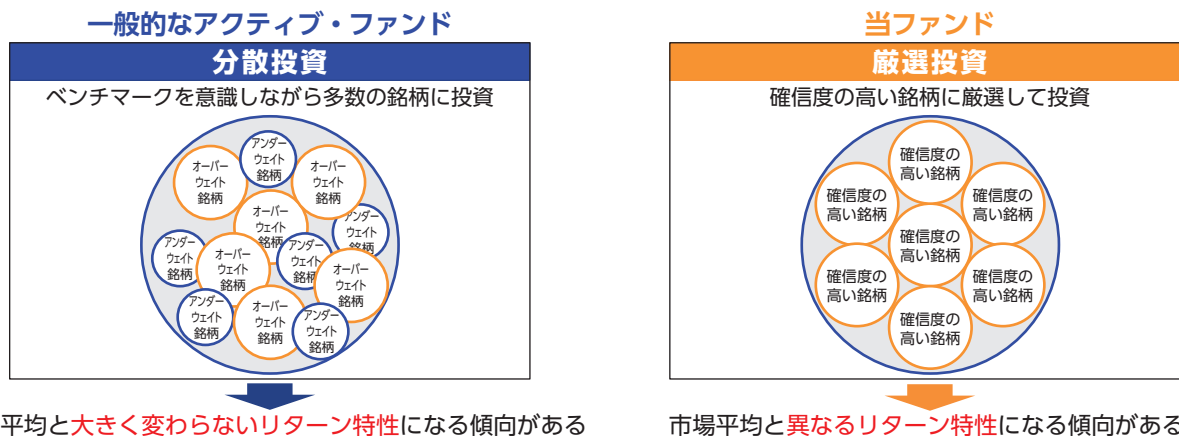 一般的なアクティブ・ファンド
分散投資
ベンチマークを意識しながら多数の銘柄に投資
アンダー
ウェイト
銘柄
オーバー
ウェイト
銘柄
オーバー
ウェイト
銘柄
オーバー
ウェイト
銘柄
アンダー
ウェイト
銘柄
アンダー
ウェイト
銘柄
オーバー
ウェイト
銘柄
アンダー
ウェイト
銘柄
オーバー
ウェイト
銘柄
アンダー
ウェイト
銘柄
オーバー
ウェイト
銘柄
アンダー
ウェイト
銘柄
平均と大きく変わらないリターン特性になる傾向がある
当ファンド
厳選投資
確信度の高い銘柄に厳選して投資
確信度の
高い銘柄
確信度の
高い銘柄
確信度の
高い銘柄
確信度の
高い銘柄
確信度の
高い銘柄
確信度の
高い銘柄
確信度の
高い銘柄
市場平均と異なるリターン特性になる傾向がある